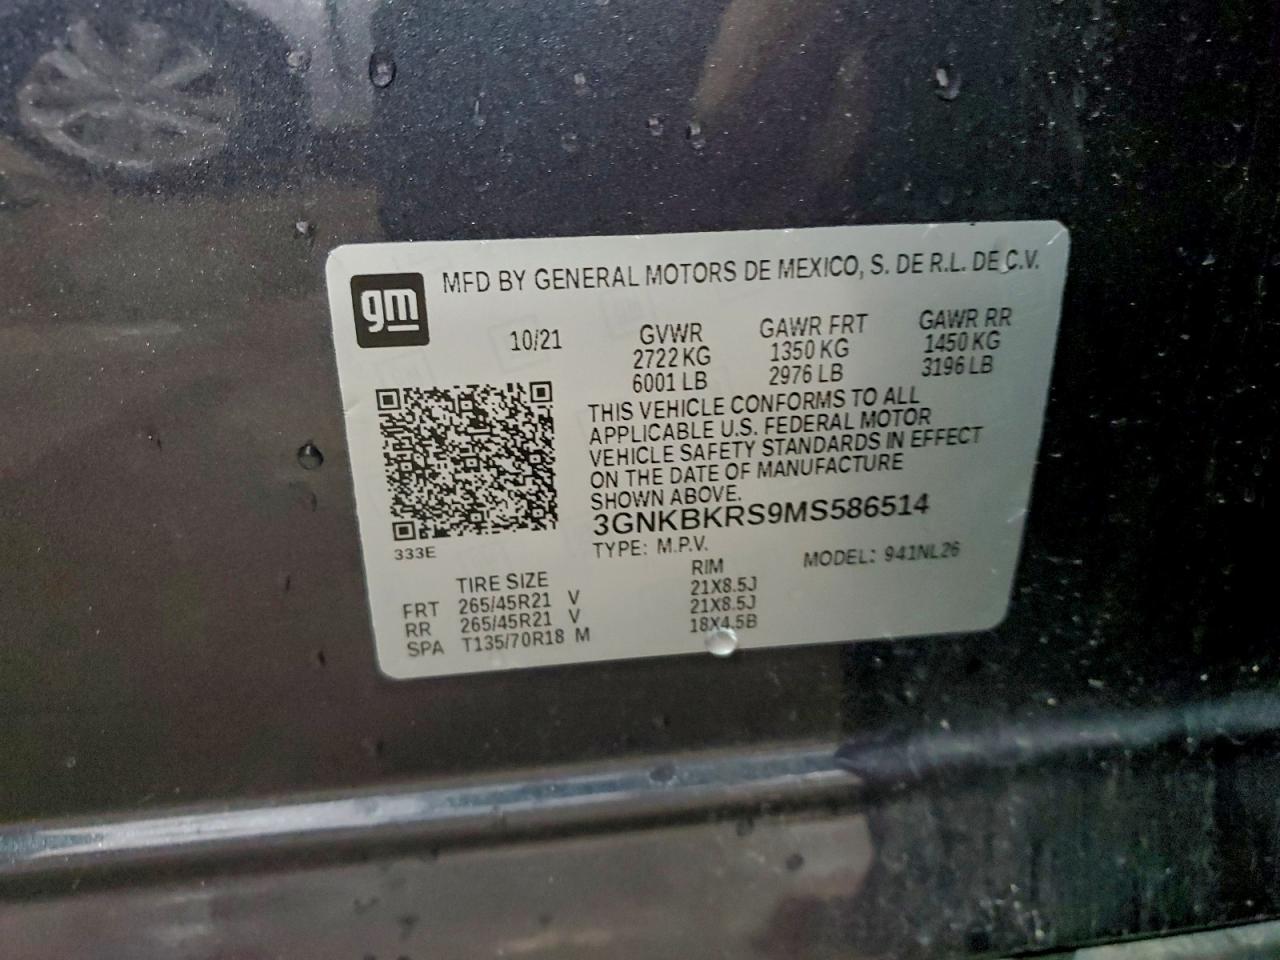 gm
MFD BY GENERAL MOTORS DE MEXICO, S. DE R.L. DE C.V.
10/21 GVWR GAWR FRT GAWR RR
2722 KG 1350 KG 1450 KG
6001 LB 2976 LB 3196 LB
THIS VEHICLE CONFORMS TO ALL
APPLICABLE U.S. FEDERAL MOTOR
VEHICLE SAFETY STANDARDS IN EFFECT
ON THE DATE OF MANUFACTURE
SHOWN ABOVE.
3GNKBKRS9MS586514
333E
TYPE: M.P.V. MODEL: 941NL26
TIRE SIZE RIM
FRT 265/45R21 V 21X8.5J
RR 265/45R21 V 21X8.5J
SPA T135/70R18 M 18X4.5B